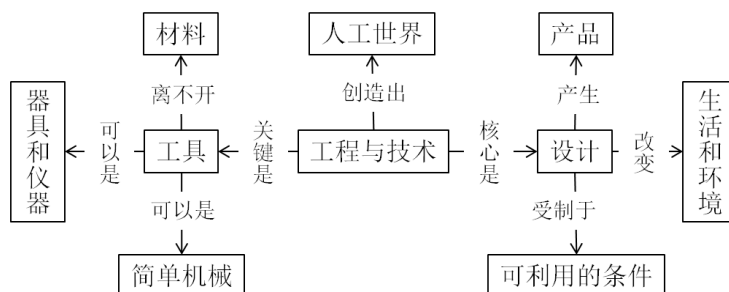 材料
人工世界
产品
离不开
创造出
产生
器具和仪器
可以是
工具
关键是
工程与技术
核心是
设计
改变
生活和环境
可以是
受制于
简单机械
可利用的条件